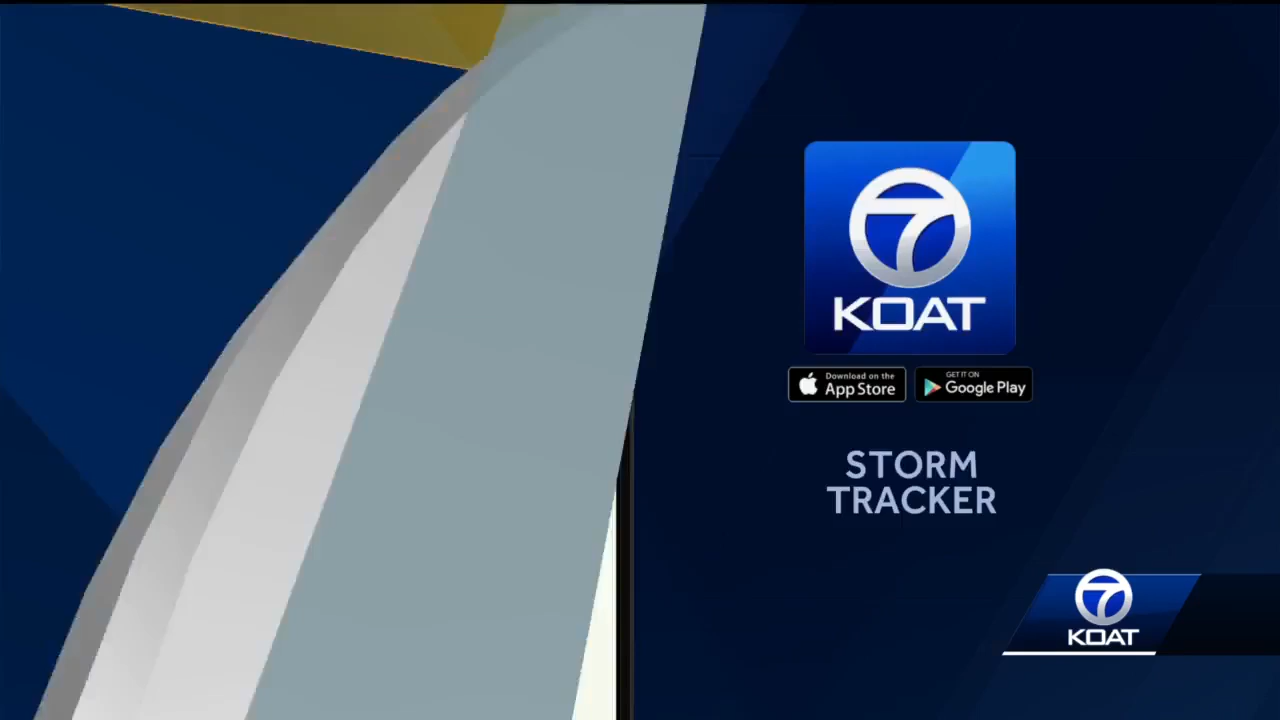 7
KOAT
Download on the
App Store
GET IT ON
Google Play
STORM
TRACKER
7
KOAT